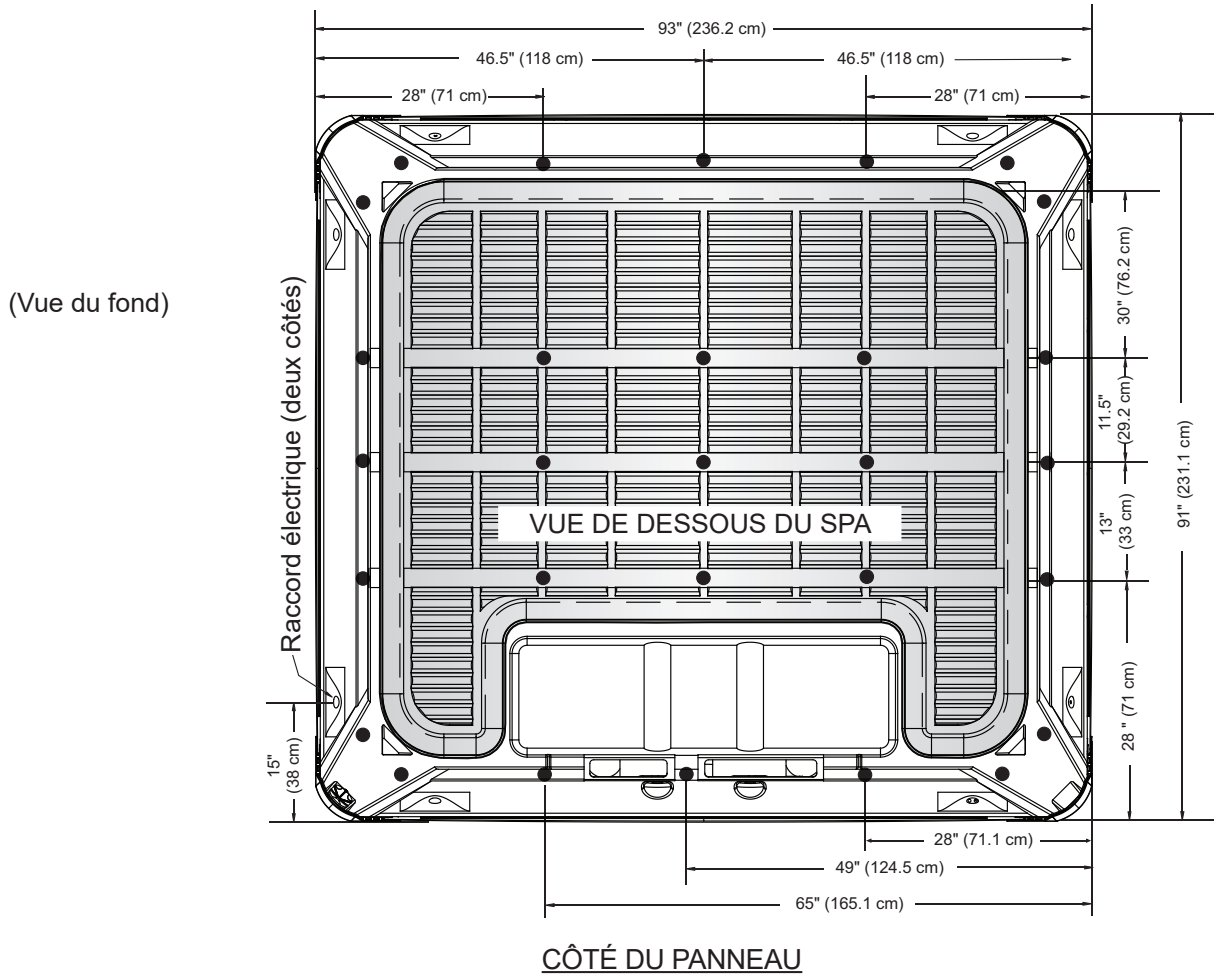 93" (236.2 cm)
46.5" (118 cm)
46.5" (118 cm)
28" (71 cm)
28" (71 cm)
(Vue du fond)
Raccord électrique (deux côtés)
30" (76.2 cm)
11.5"
(29.2 cm)
91" (231.1 cm)
13"
(33 cm)
VUE DE DESSOUS DU SPA
28 " (71 cm)
15"
(38 cm)
28" (71.1 cm)
49" (124.5 cm)
65" (165.1 cm)
CÔTÉ DU PANNEAU